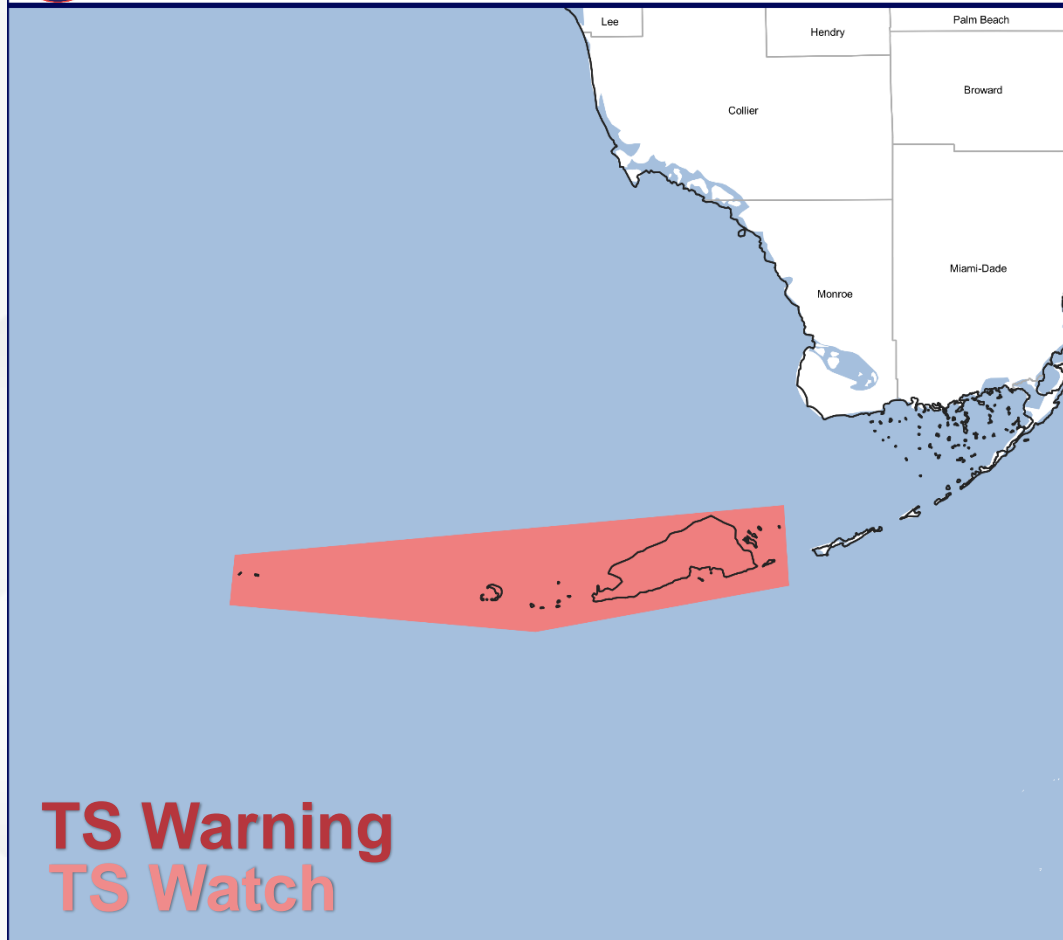 Lee
Hendry
Palm Beach
Collier
Broward
Monroe
Miami-Dade
TS Warning
TS Watch